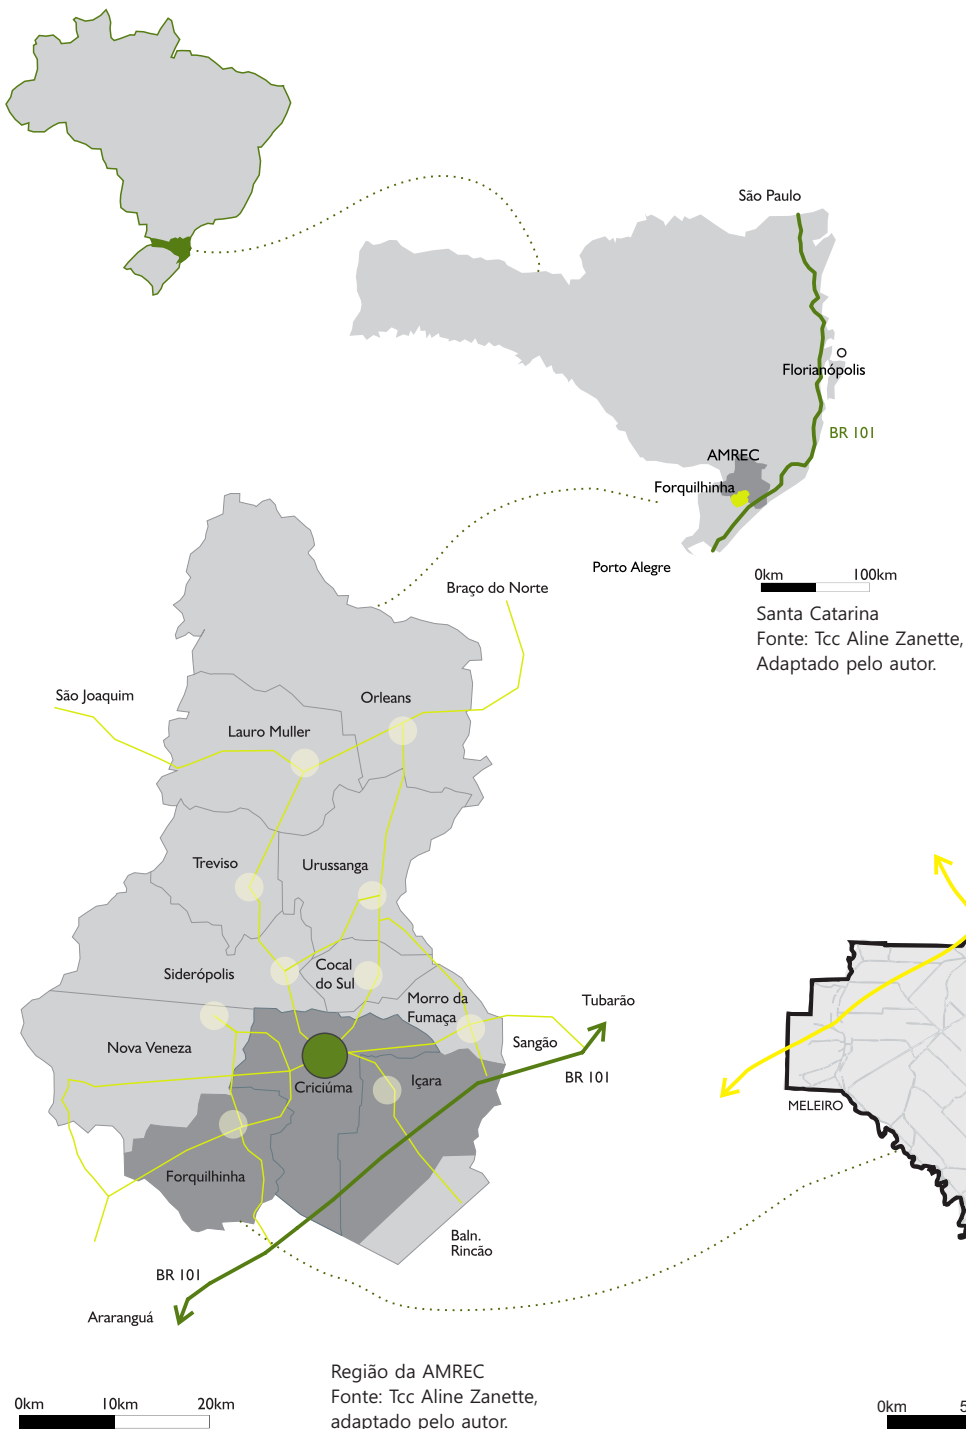 São Paulo
Florianópolis
BR 101
AMREC
Forquilhinha
Porto Alegre
0km 100km
Santa Catarina
Fonte: Tcc Aline Zanette,
Adaptado pelo autor.
Braço do Norte
São Joaquim
Orleans
Lauro Muller
Treviso
Urussanga
Siderópolis
Cocal
do Sul
Morro da
Fumaça
Tubarão
Sangão
Nova Veneza
BR 101
Criciúma
Içara
MELEIRO
Forquilhinha
Baln.
Rincão
BR 101
Araranguá
Região da AMREC
Fonte: Tcc Aline Zanette,
adaptado pelo autor.
0km 10km 20km
0km 5